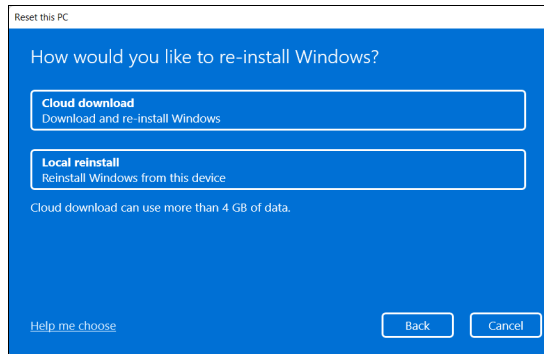 Reset this PC
How would you like to re-install Windows?
Cloud download
Download and re-install Windows
Local reinstall
Reinstall Windows from this device
Cloud download can use more than 4 GB of data.
Help me choose
Back
Cancel